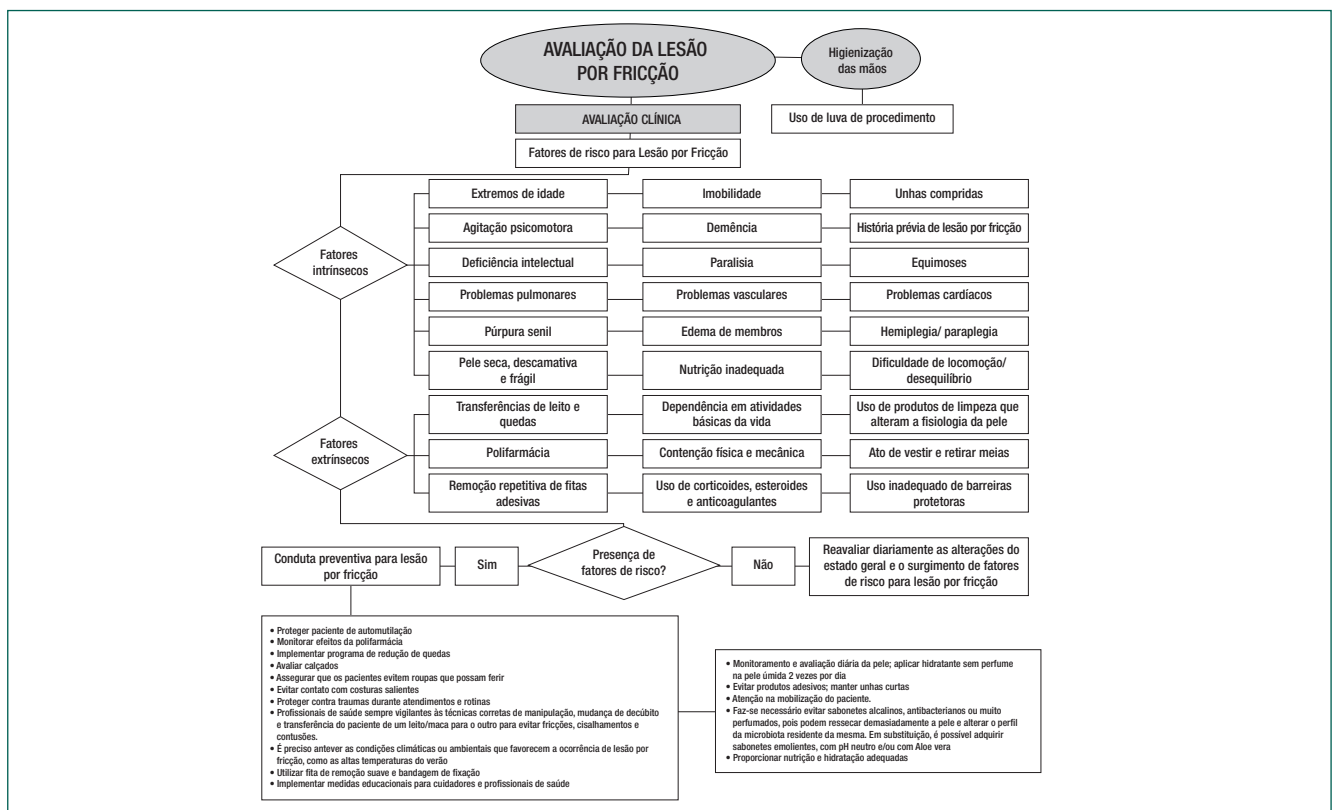 AVALIAÇÃO DA LESÃO
POR FRICÇÃO
Higienização
das mãos
Uso de luva de procedimento
AVALIAÇÃO CLÍNICA
Fatores de risco para Lesão por Fricção
Fatores
intrínsecos
Extremos de idade
Imobilidade
Unhas compridas
Agitação psicomotora
Demência
História prévia de lesão por fricção
Deficiência intelectual
Paralisia
Equimoses
Problemas pulmonares
Problemas vasculares
Problemas cardíacos
Púrpura senil
Edema de membros
Hemiplegia/ paraplegia
Pele seca, descamativa
e frágil
Nutrição inadequada
Dificuldade de locomoção/
desequilíbrio
Fatores
extrínsecos
Transferências de leito e
quedas
Dependência em atividades
básicas da vida
Uso de produtos de limpeza que
alteram a fisiologia da pele
Polifarmácia
Contenção física e mecânica
Ato de vestir e retirar meias
Remoção repetitiva de fitas
adesivas
Uso de corticoides, esteroides
e anticoagulantes
Uso inadequado de barreiras
protetoras
Presença de
fatores de risco?
Sim
Conduta preventiva para lesão
por fricção
Não
Reavaliar diariamente as alterações do
estado geral e o surgimento de fatores
de risco para lesão por fricção
• Proteger paciente de automutilação
• Monitorar efeitos da polifarmácia
• Implementar programa de redução de quedas
• Avaliar calçados
• Assegurar que os pacientes evitem roupas que possam ferir
• Evitar contato com costuras salientes
• Proteger contra traumas durante atendimentos e rotinas
• Profissionais de saúde sempre vigilantes às técnicas corretas de manipulação, mudança de decúbito
e transferência do paciente de um leito/maca para o outro para evitar fricções, cisalhamentos e
contusões.
• É preciso antever as condições climáticas ou ambientais que favorecem a ocorrência de lesão por
fricção, como as altas temperaturas do verão
• Utilizar fita de remoção suave e bandagem de fixação
• Implementar medidas educacionais para cuidadores e profissionais de saúde
• Monitoramento e avaliação diária da pele; aplicar hidratante sem perfume
na pele úmida 2 vezes por dia
• Evitar produtos adesivos; manter unhas curtas
• Atenção na mobilização do paciente.
• Faz-se necessário evitar sabonetes alcalinos, antibacterianos ou muito
perfumados, pois podem ressecar demasiadamente a pele e alterar o perfil
da microbiota residente da mesma. Em substituição, é possível adquirir
sabonetes emolientes, com pH neutro e/ou com Aloe vera
• Proporcionar nutrição e hidratação adequadas